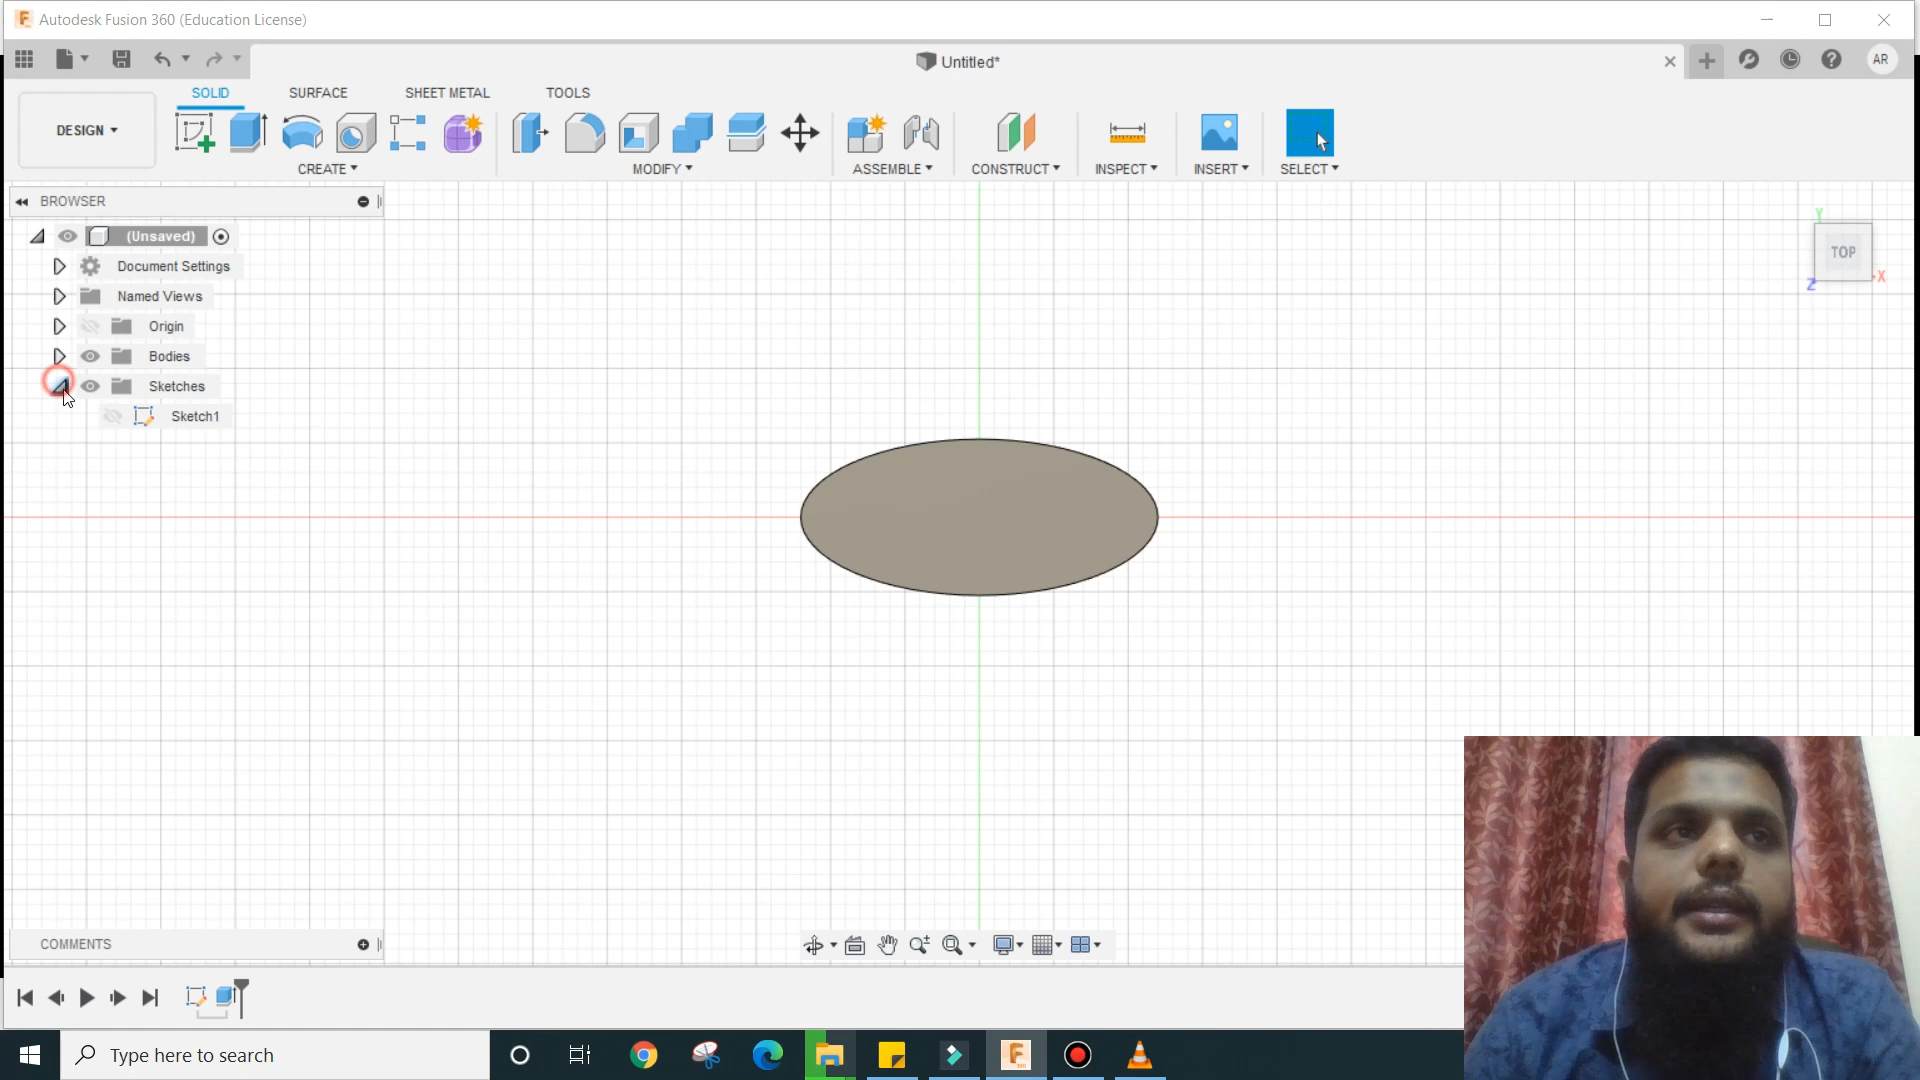 Autodesk Fusion 360 (Education License)
Untitled*
AR
SOLID
SURFACE
SHEET METAL
TOOLS
DESIGN
CREATE
MODIFY
ASSEMBLE
CONSTRUCT
INSPECT
INSERT
SELECT
BROWSER
(Unsaved)
Document Settings
Named Views
Origin
Bodies
Sketches
Sketch1
Y
TOP
X
Z
COMMENTS
Type here to search